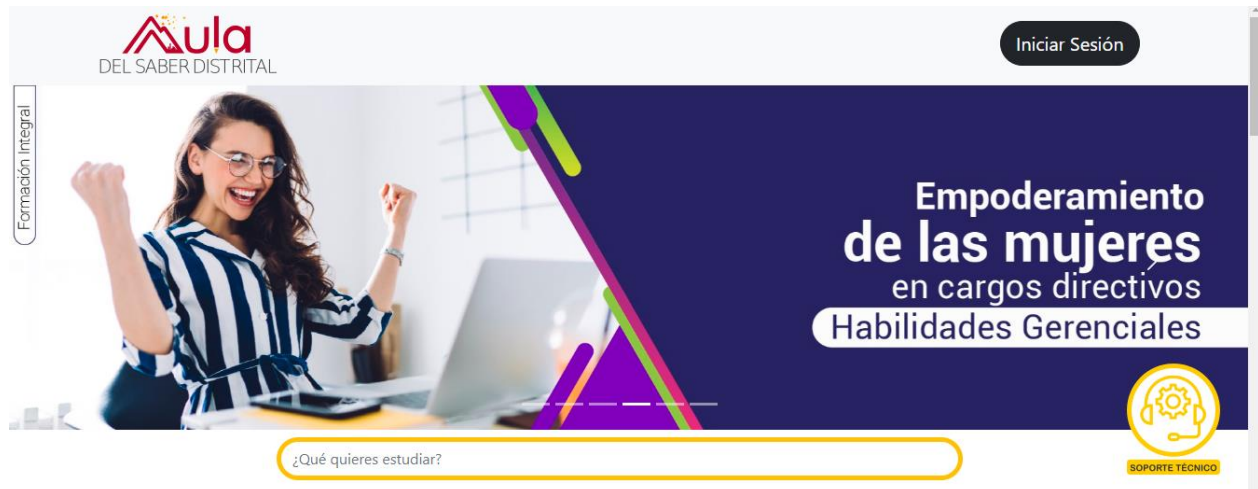 Aula
DEL SABER DISTRITAL
Iniciar Sesión
Formación Integral
Empoderamiento
de las mujeres
en cargos directivos
Habilidades Gerenciales
¿Qué quieres estudiar?
SOPORTE TÉCNICO